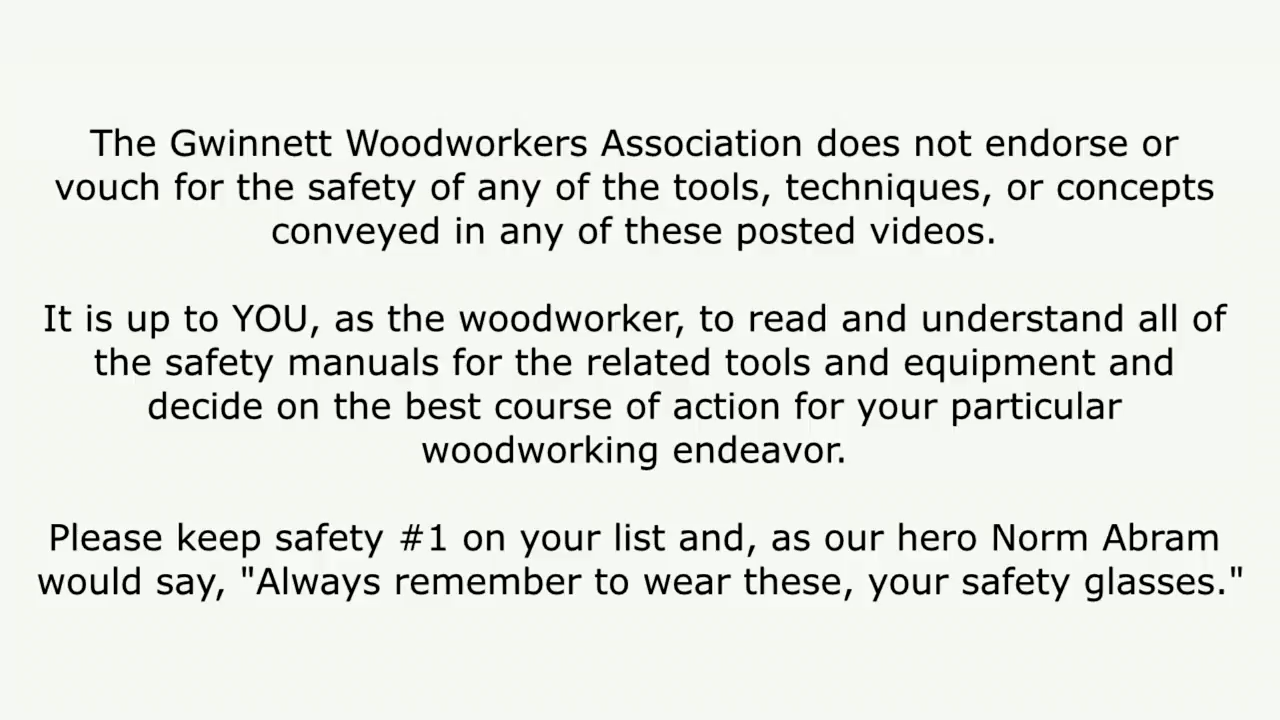 The Gwinnett Woodworkers Association does not endorse or
vouch for the safety of any of the tools, techniques, or concepts
conveyed in any of these posted videos.
It is up to YOU, as the woodworker, to read and understand all of
the safety manuals for the related tools and equipment and
decide on the best course of action for your particular
woodworking endeavor.
Please keep safety #1 on your list and, as our hero Norm Abram
would say, "Always remember to wear these, your safety glasses."